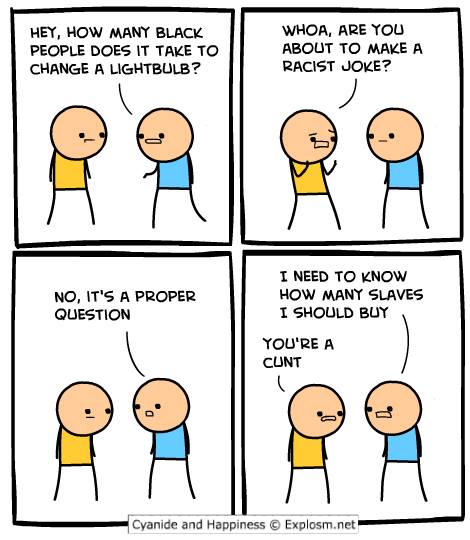 HEY, HOW MANY BLACK
PEOPLE DOES IT TAKE TO
CHANGE A LIGHTBULB?
WHOA, ARE YOU
ABOUT TO MAKE A
RACIST JOKE?
NO, IT'S A PROPER
QUESTION
I NEED TO KNOW
HOW MANY SLAVES
I SHOULD BUY
YOU'RE A
CUNT
Cyanide and Happiness © Explosm.net